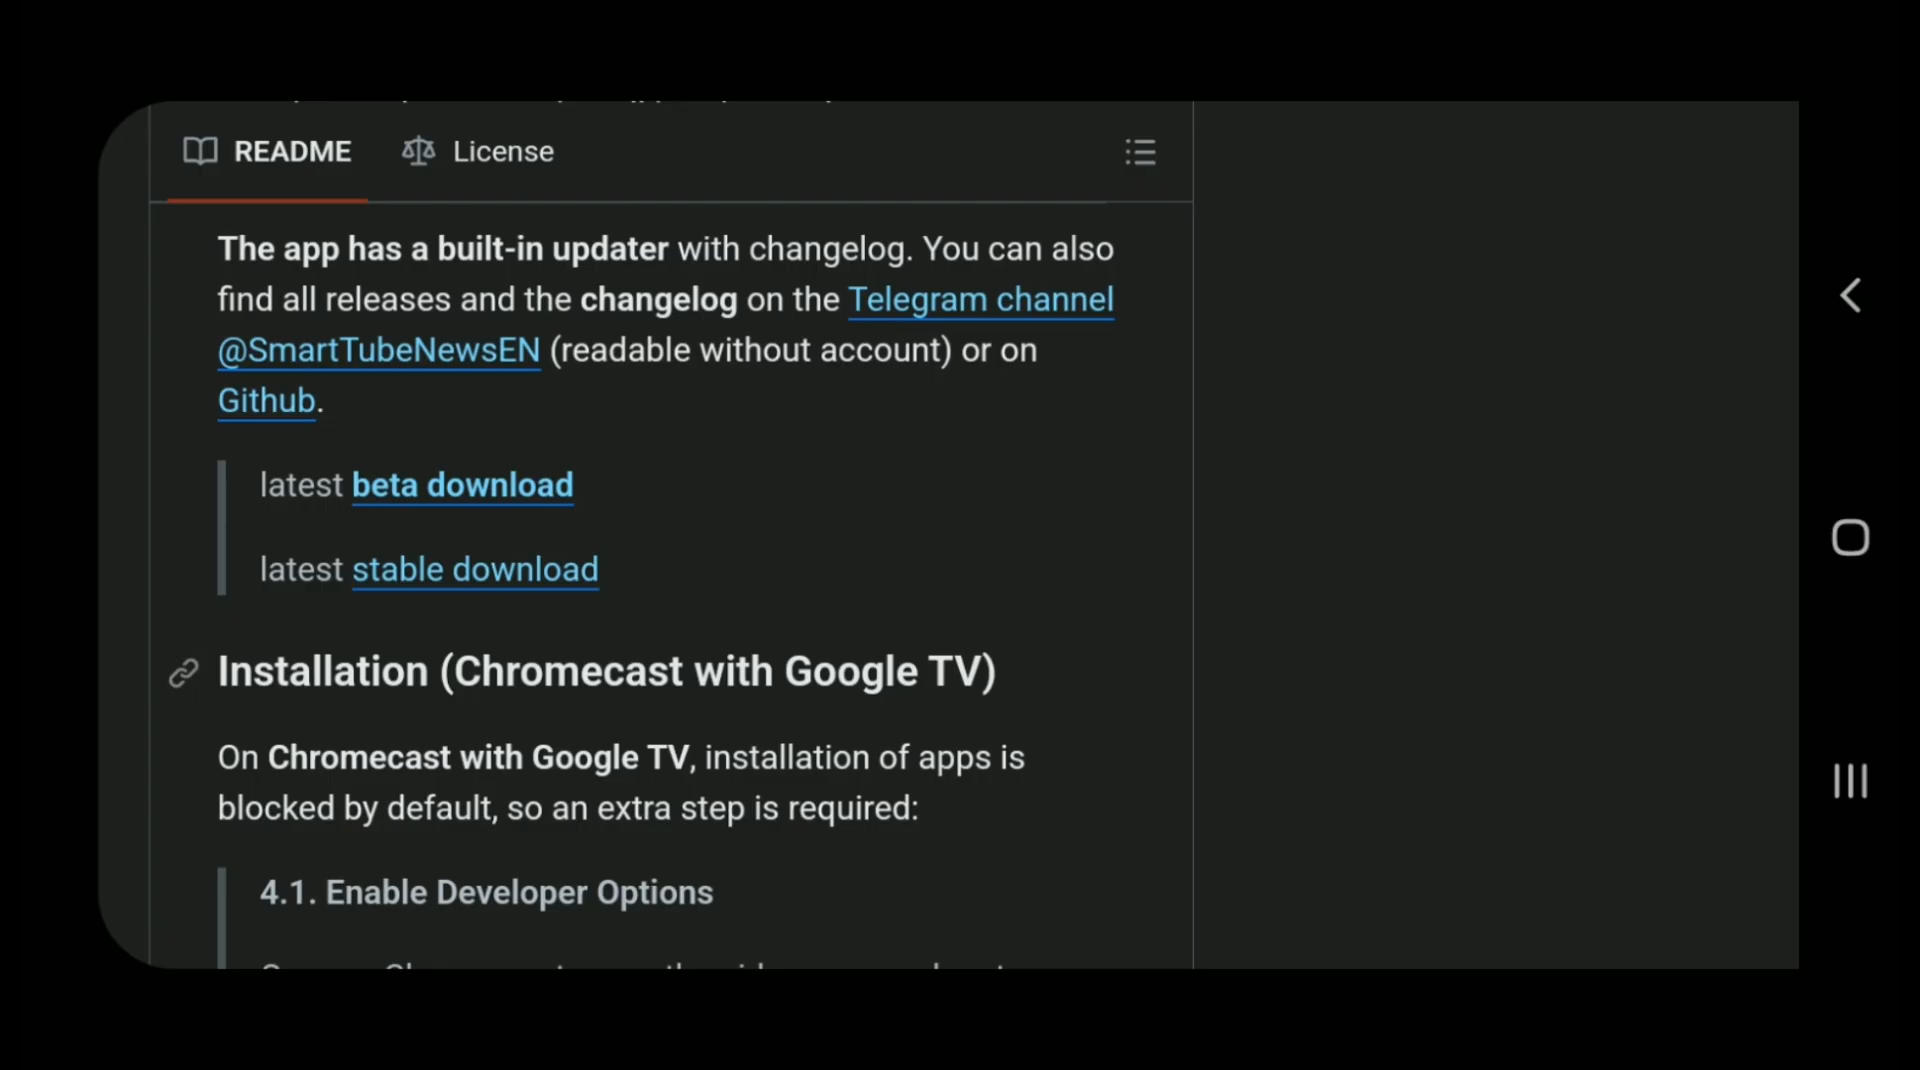 README License
The app has a built-in updater with changelog. You can also
find all releases and the changelog on the Telegram channel
@SmartTubeNewsEN (readable without account) or on
Github.
latest beta download
latest stable download
Installation (Chromecast with Google TV)
On Chromecast with Google TV, installation of apps is
blocked by default, so an extra step is required:
4.1. Enable Developer Options